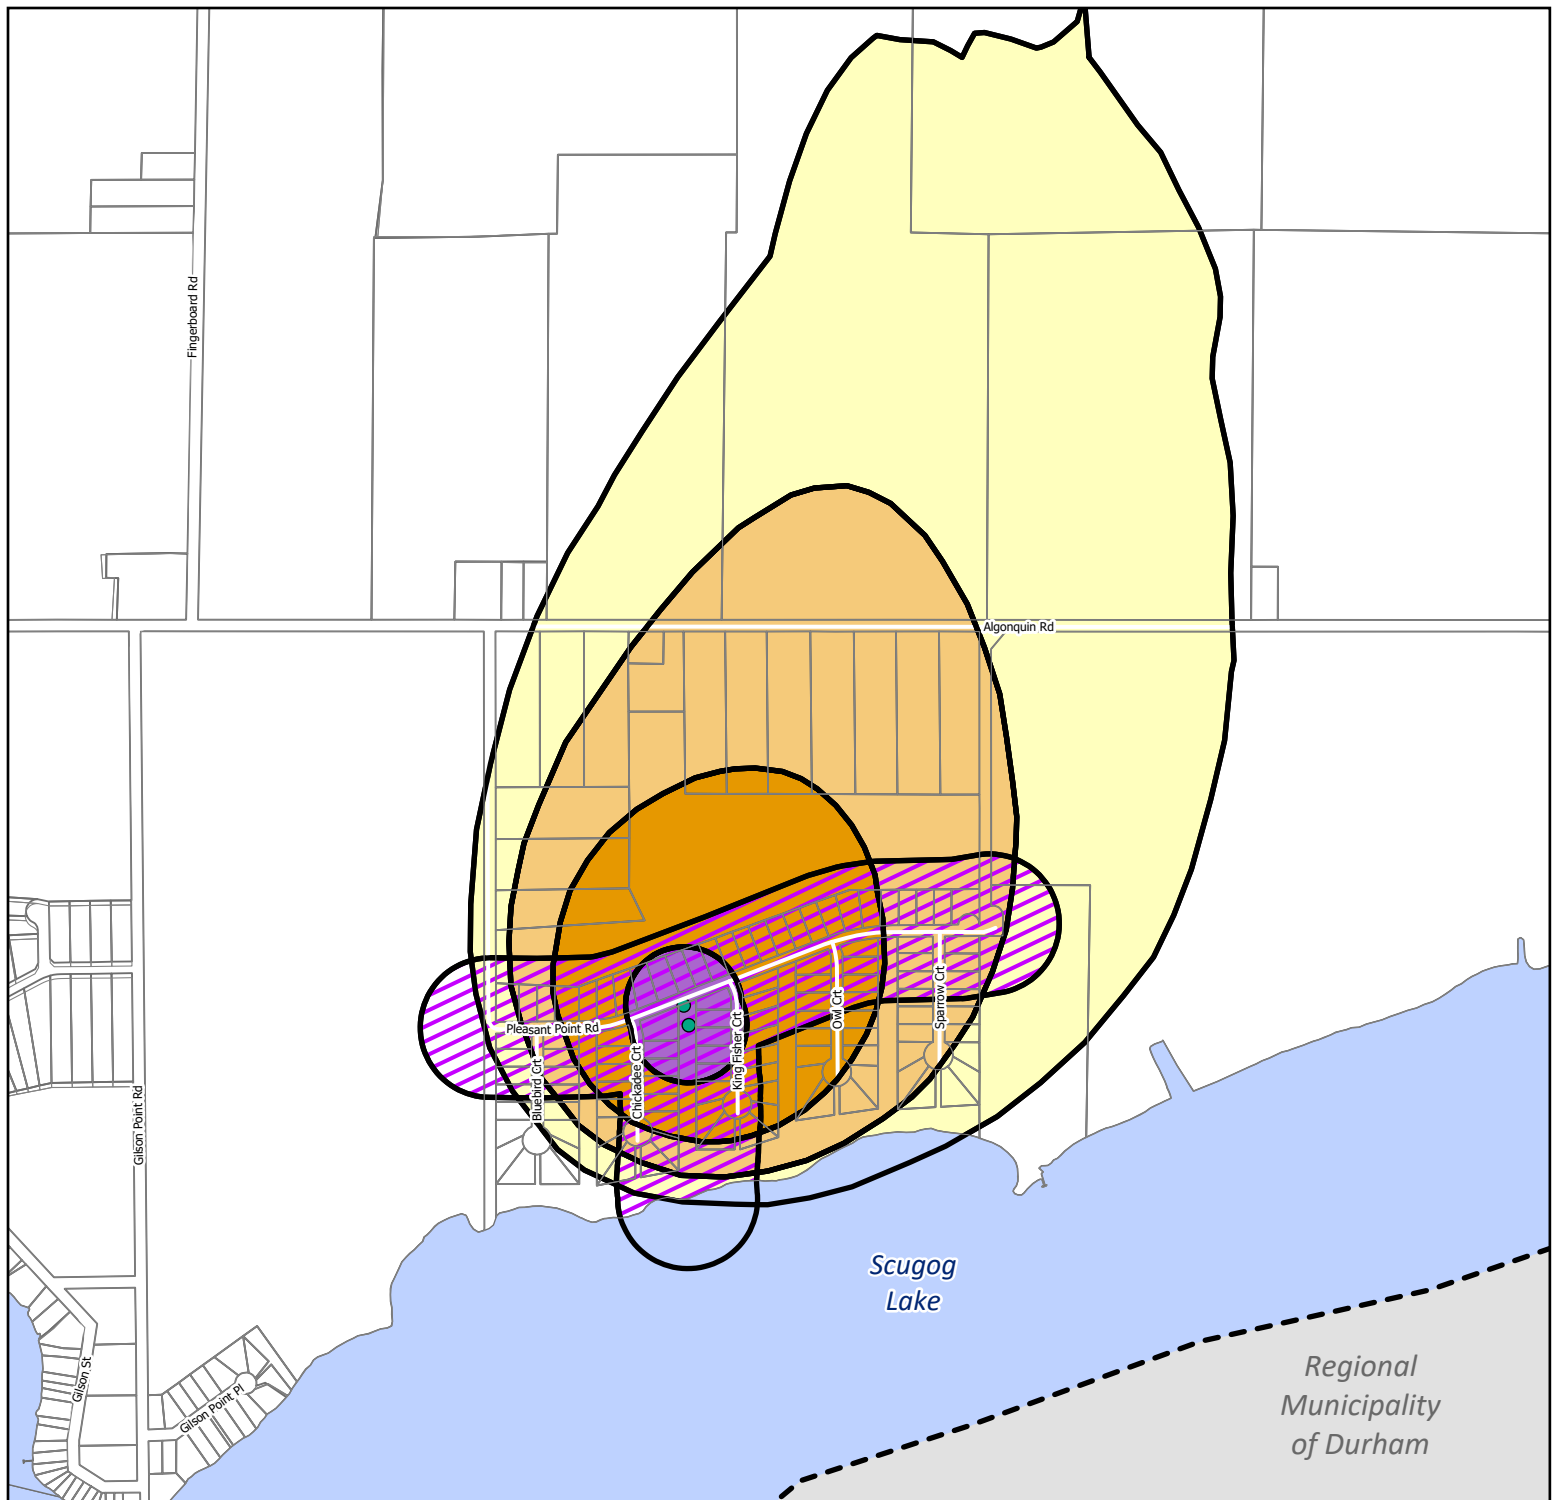 Fingerboard Rd
Algonquin Rd
Sparrow Crt
Owl Crt
Pleasant Point Rd
King Fisher Crt
Chickadee Crt
Bluebird Crt
Gilson Point Rd
Scugog
Lake
Gilson St
Gilson Point Pl
Regional
Municipality
of Durham